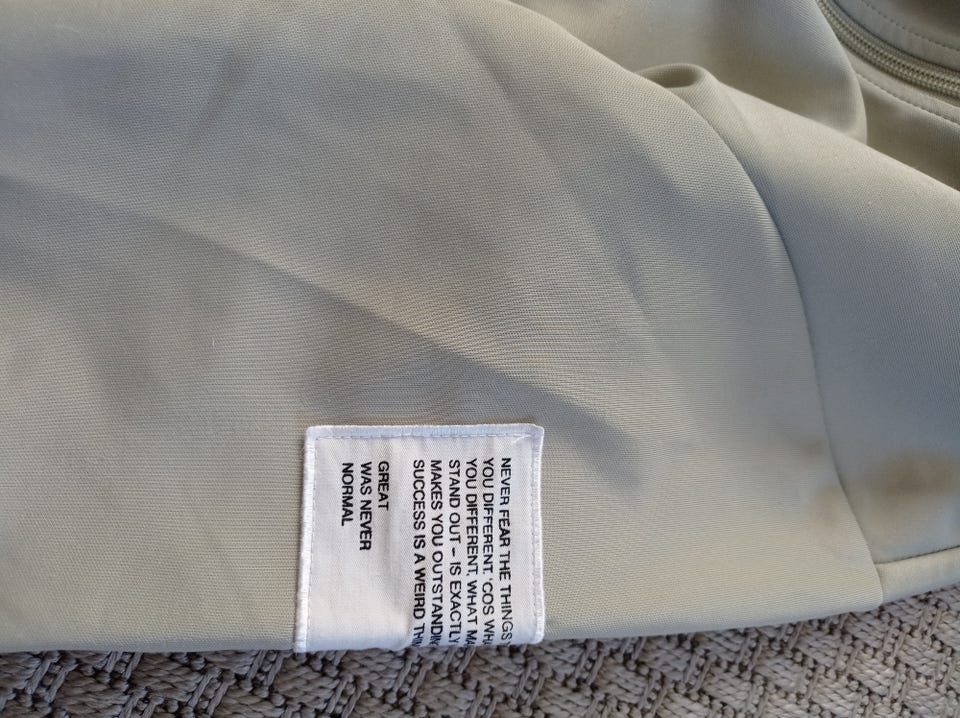 NEVER FEAR THE THINGS
YOU DIFFERENT, 'COS
YOU DIFFERENT, WHAT
STAND OUT – IS EXACTLY
MAKES YOU
SUCCESS IS A WEIRD
GREAT
WAS NEVER
NORMAL